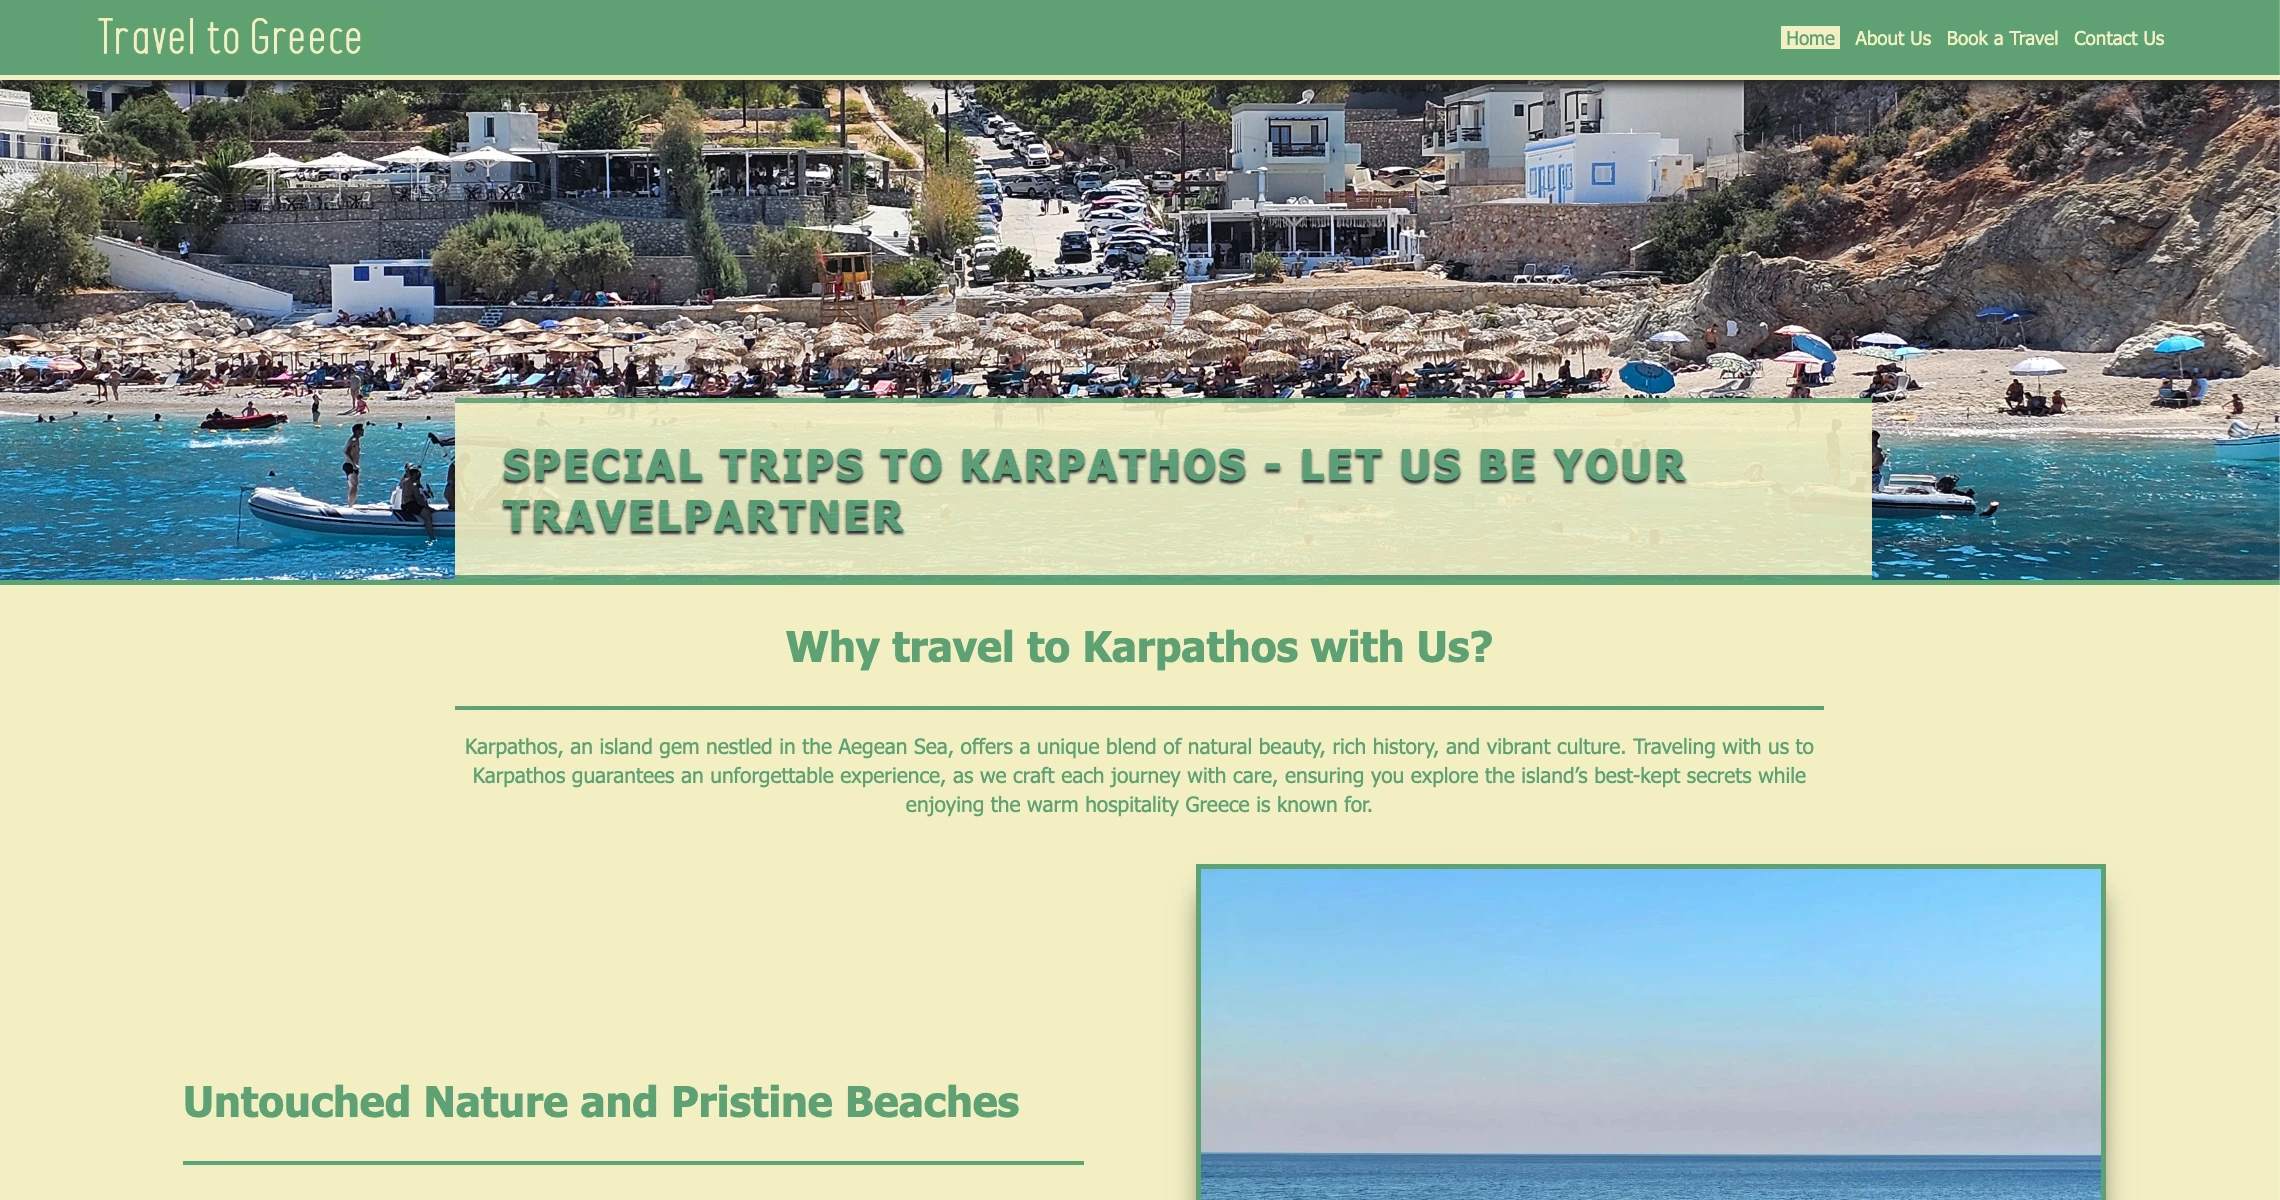 Travel to Greece
Home About Us Book a Travel Contact Us
SPECIAL TRIPS TO KARPATHOS - LET US BE YOUR
TRAVELPARTNER
Why travel to Karpathos with Us?
Karpathos, an island gem nestled in the Aegean Sea, offers a unique blend of natural beauty, rich history, and vibrant culture. Traveling with us to
Karpathos guarantees an unforgettable experience, as we craft each journey with care, ensuring you explore the island’s best-kept secrets while
enjoying the warm hospitality Greece is known for.
Untouched Nature and Pristine Beaches